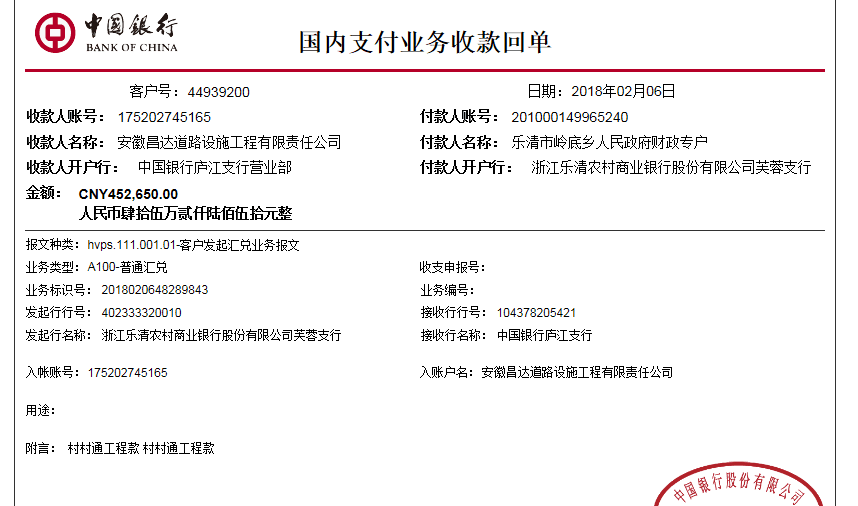 中国银行
BANK OF CHINA
国内支付业务收款回单
客户号：44939200 日期：2018年02月06日
收款人账号：175202745165 付款人账号：201000149965240
收款人名称：安徽昌达道路设施工程有限责任公司 付款人名称：乐清市岭底乡人民政府财政专户
收款人开户行：中国银行庐江支行营业部 付款人开户行：浙江乐清农村商业银行股份有限公司芙蓉支行
金额：CNY452,650.00
人民币肆拾伍万贰仟陆佰伍拾元整
报文种类：hvps.111.001.01-客户发起汇兑业务报文
业务类型：A100-普通汇兑 收支申报号：
业务标识号：2018020648289843 业务编号：
发起行行号：402333320010 接收行行号：104378205421
发起行名称：浙江乐清农村商业银行股份有限公司芙蓉支行 接收行名称：中国银行庐江支行
入帐账号：175202745165 入账户名：安徽昌达道路设施工程有限责任公司
用途：
附言：村村通工程款 村村通工程款
中国银行股份有限公司